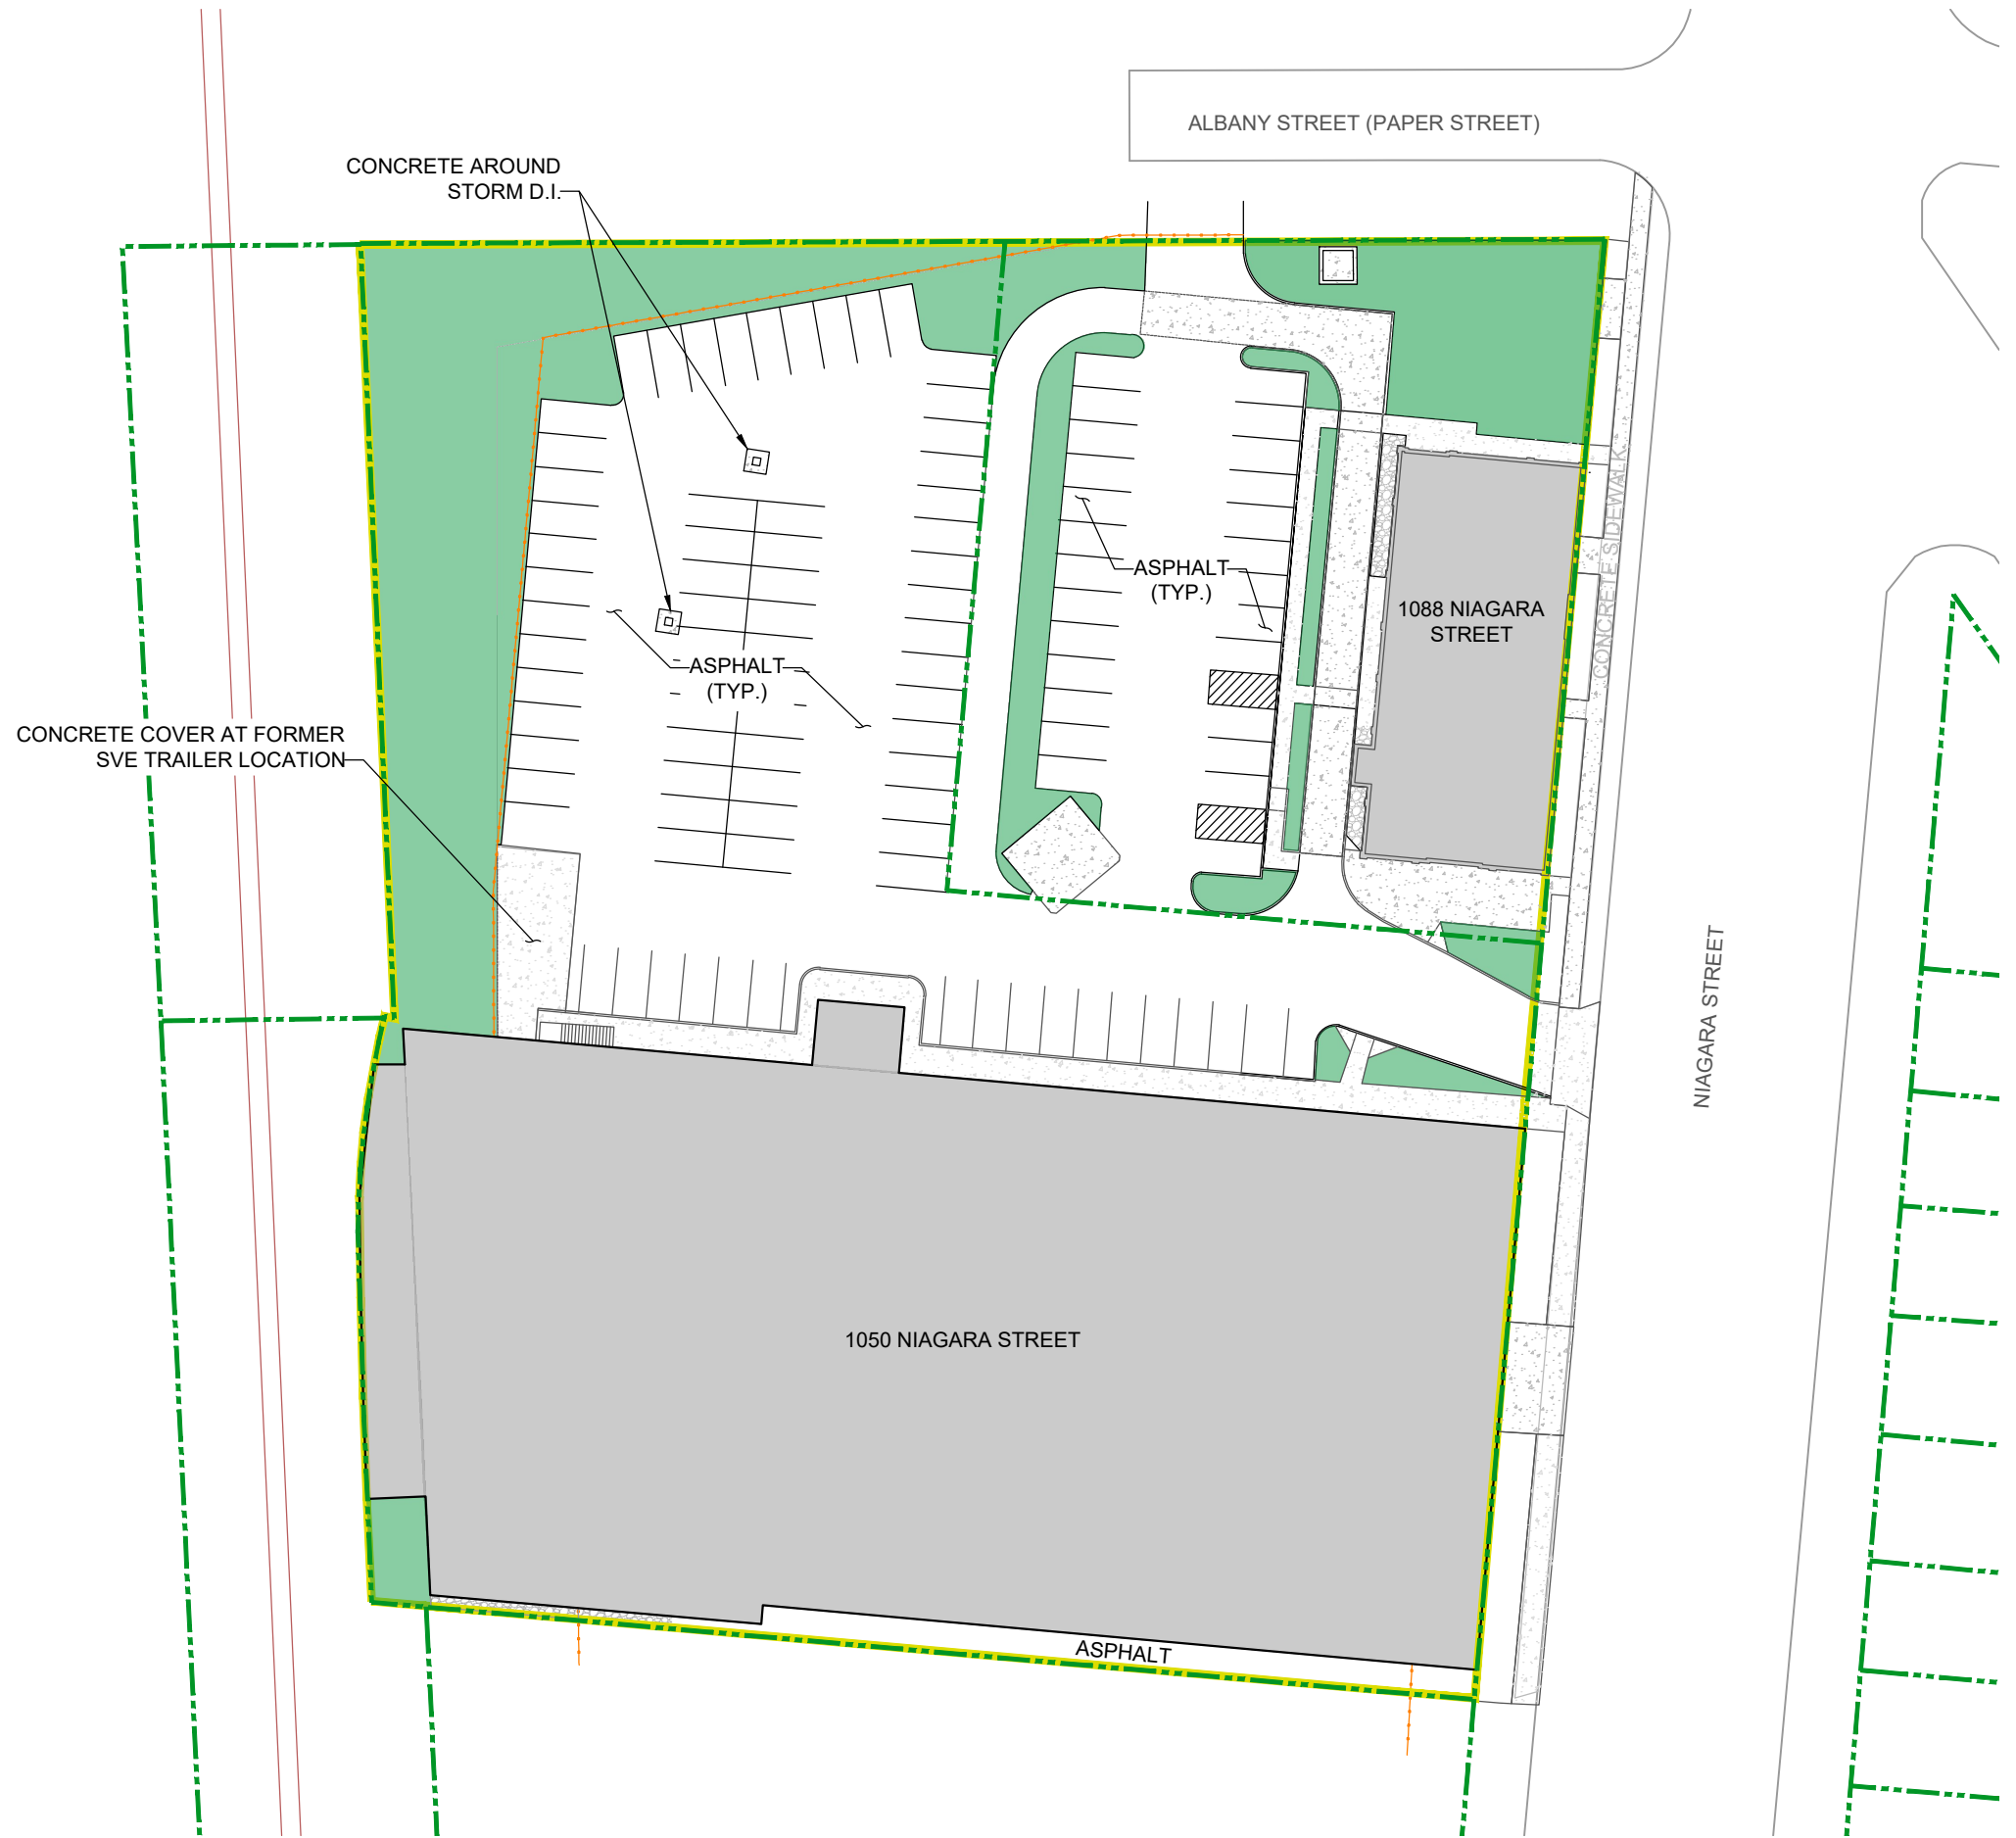 ALBANY STREET (PAPER STREET)
CONCRETE AROUND
STORM D.I.
CONCRETE SIDEWALK
ASPHALT
(TYP.)
1088 NIAGARA
STREET
ASPHALT
(TYP.)
CONCRETE COVER AT FORMER
SVE TRAILER LOCATION
NIAGARA STREET
1050 NIAGARA STREET
ASPHALT